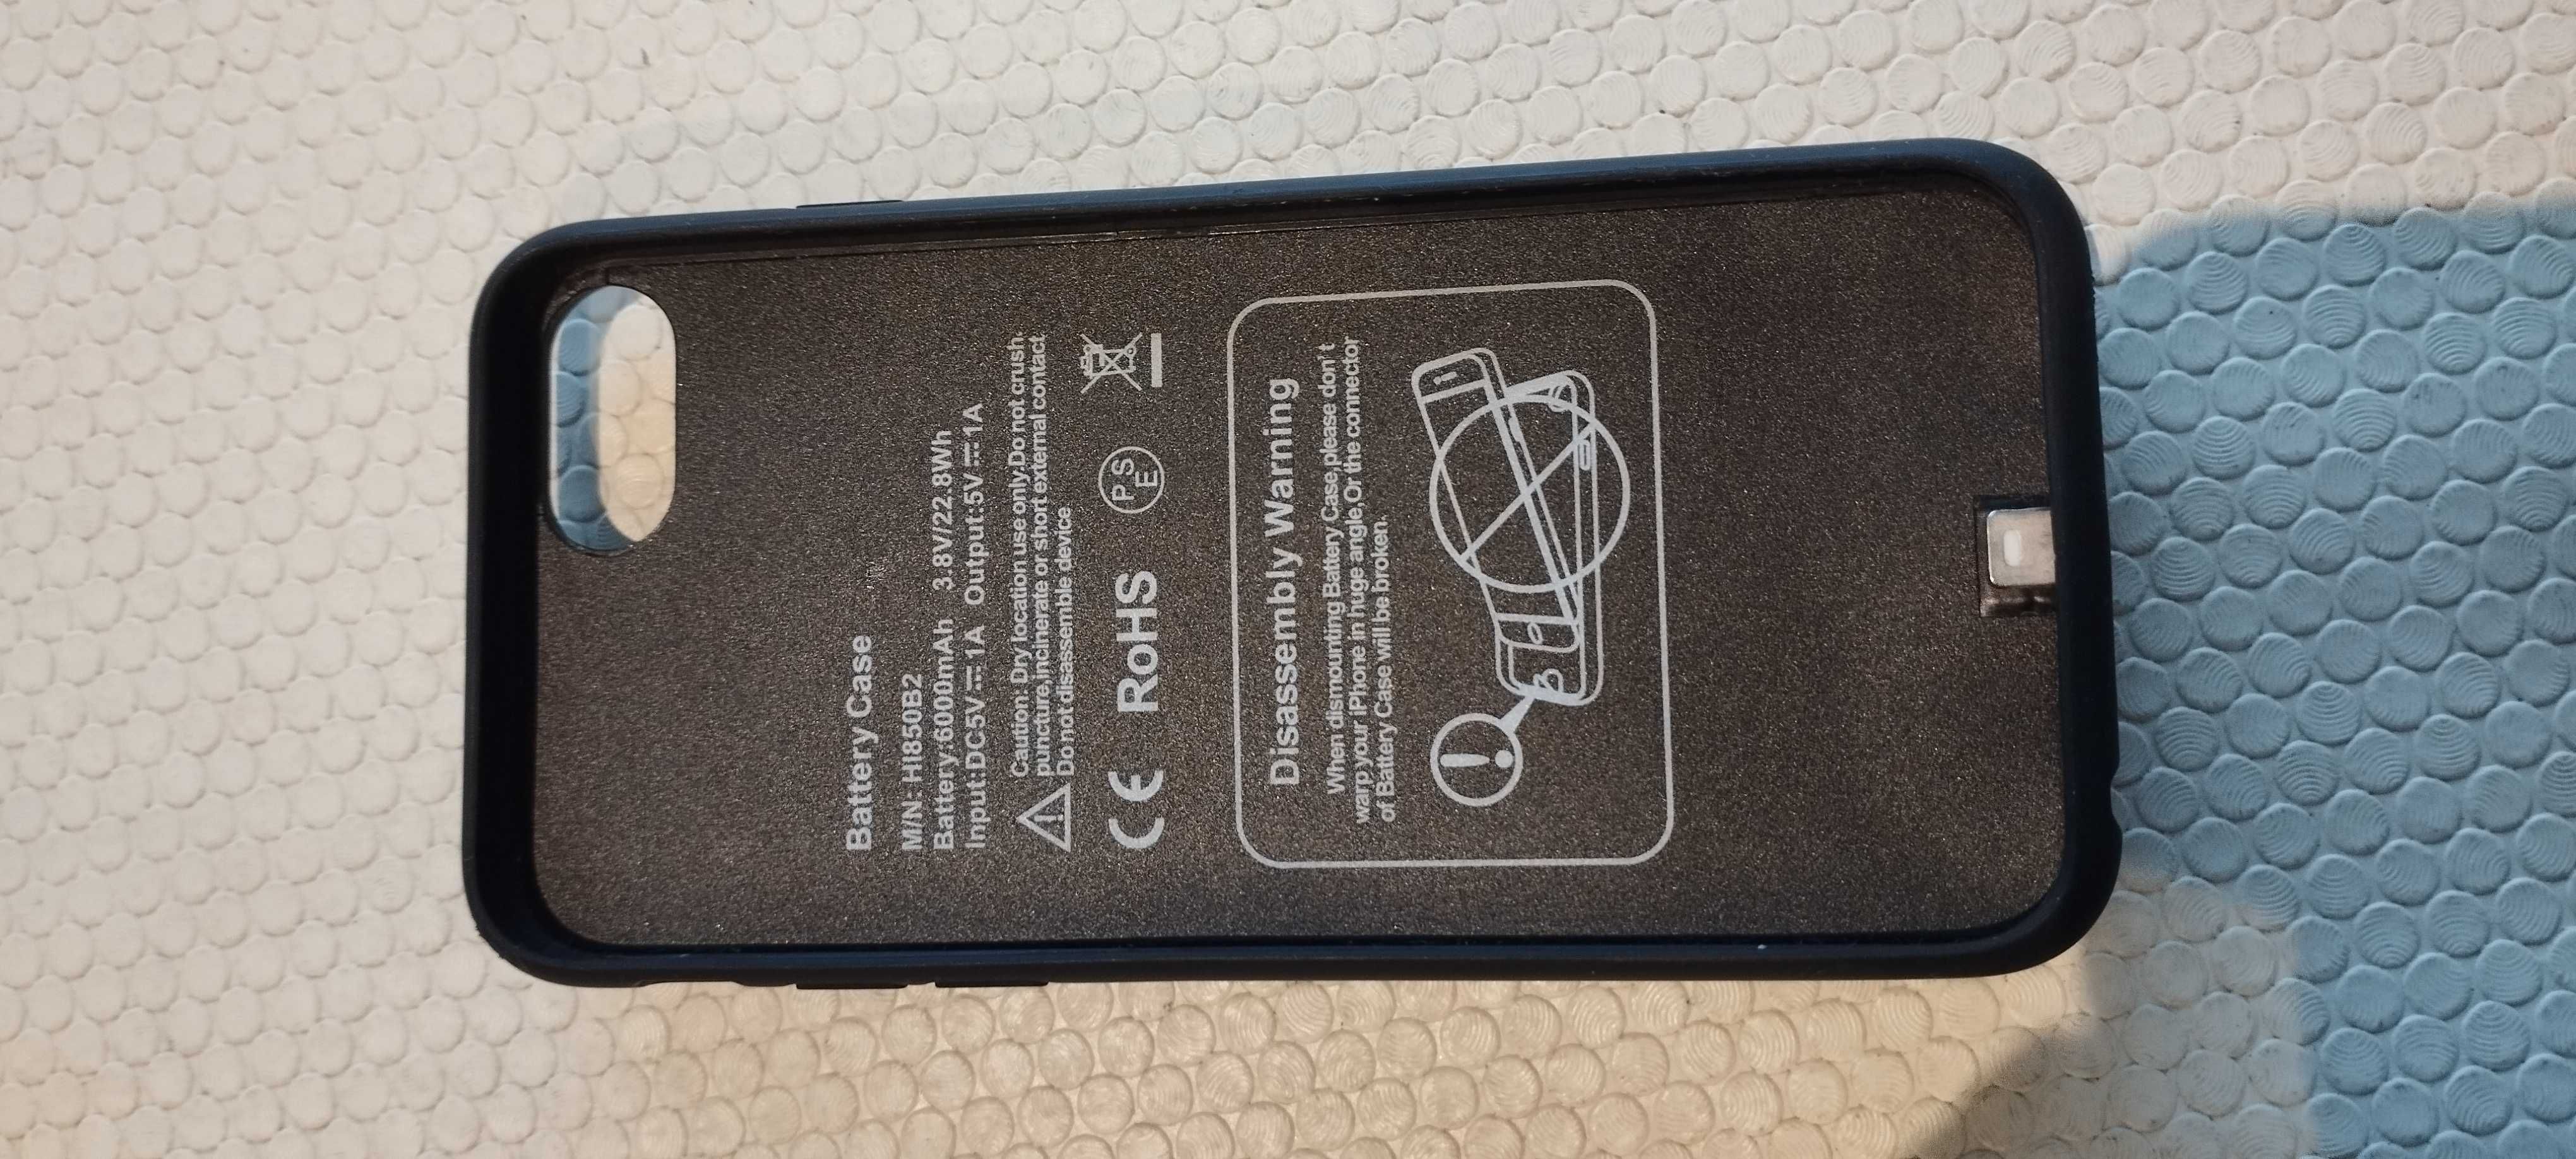 Battery Case
M/N: HI850B2
Battery:6000mAh 3.8V/22.8Wh
Input:DC5V⎓1A Output:5V⎓1A
Caution: Dry location use only,Do not crush,
puncture,incinerate or short external contact
Do not disassemble device
CE RoHS PSE
Disassembly Warning
When dismounting Battery Case,please don't
warp your iPhone in huge angle,Or the connector
of Battery Case will be broken.